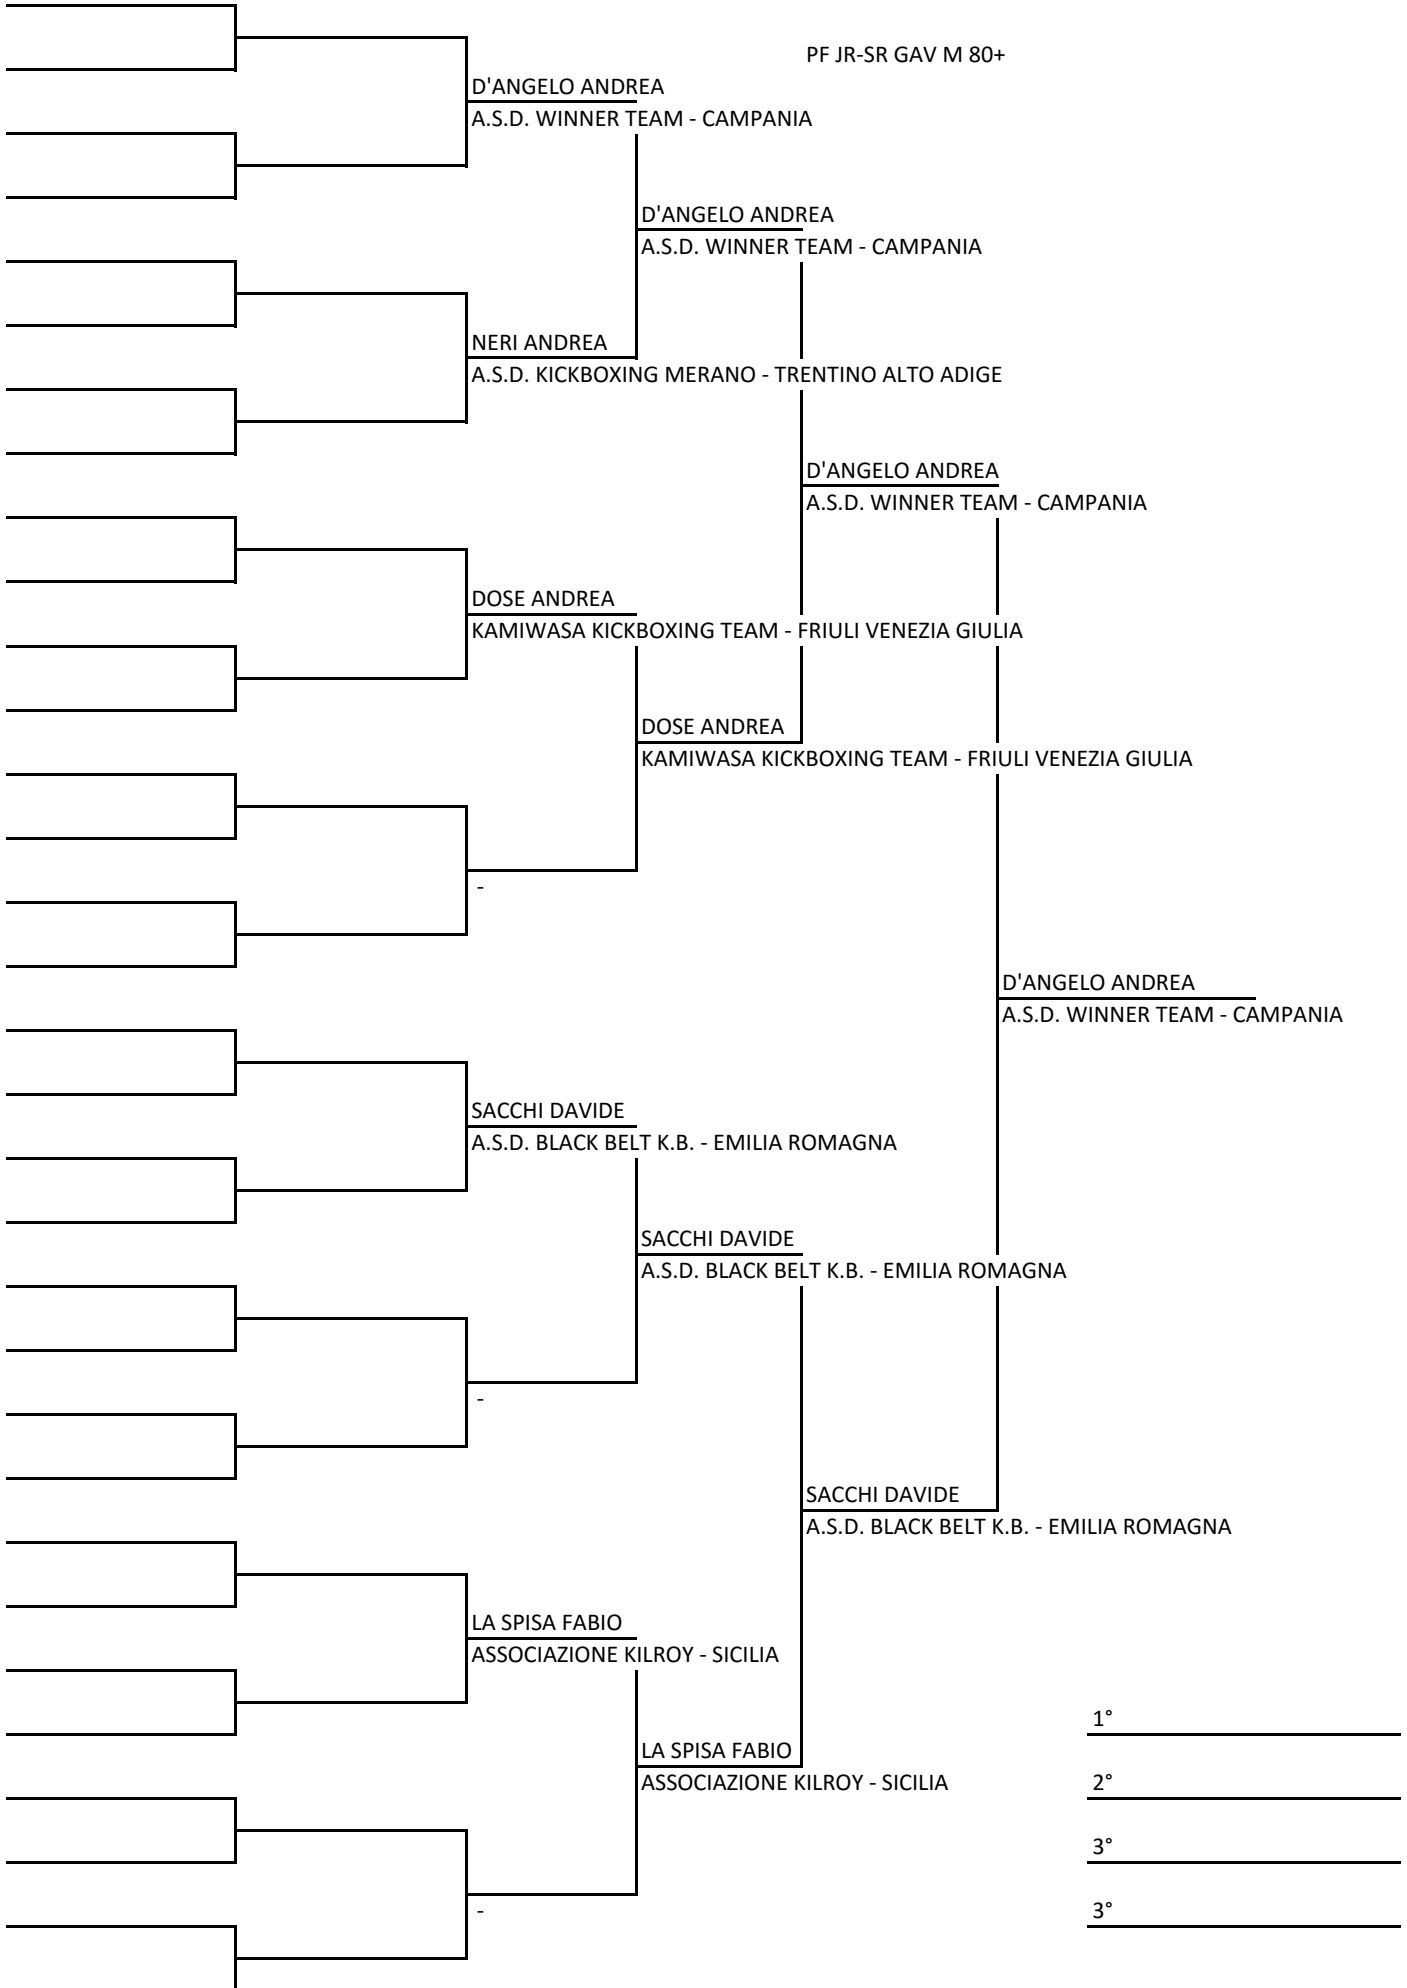 PF JR-SR GAV M 80+
D'ANGELO ANDREA
A.S.D. WINNER TEAM - CAMPANIA
D'ANGELO ANDREA
A.S.D. WINNER TEAM - CAMPANIA
NERI ANDREA
A.S.D. KICKBOXING MERANO - TRENTINO ALTO ADIGE
D'ANGELO ANDREA
A.S.D. WINNER TEAM - CAMPANIA
DOSE ANDREA
KAMIWASA KICKBOXING TEAM - FRIULI VENEZIA GIULIA
DOSE ANDREA
KAMIWASA KICKBOXING TEAM - FRIULI VENEZIA GIULIA
-
D'ANGELO ANDREA
A.S.D. WINNER TEAM - CAMPANIA
SACCHI DAVIDE
A.S.D. BLACK BELT K.B. - EMILIA ROMAGNA
SACCHI DAVIDE
A.S.D. BLACK BELT K.B. - EMILIA ROMAGNA
-
SACCHI DAVIDE
A.S.D. BLACK BELT K.B. - EMILIA ROMAGNA
LA SPISA FABIO
ASSOCIAZIONE KILROY - SICILIA
1°
LA SPISA FABIO
ASSOCIAZIONE KILROY - SICILIA
2°
3°
-
3°